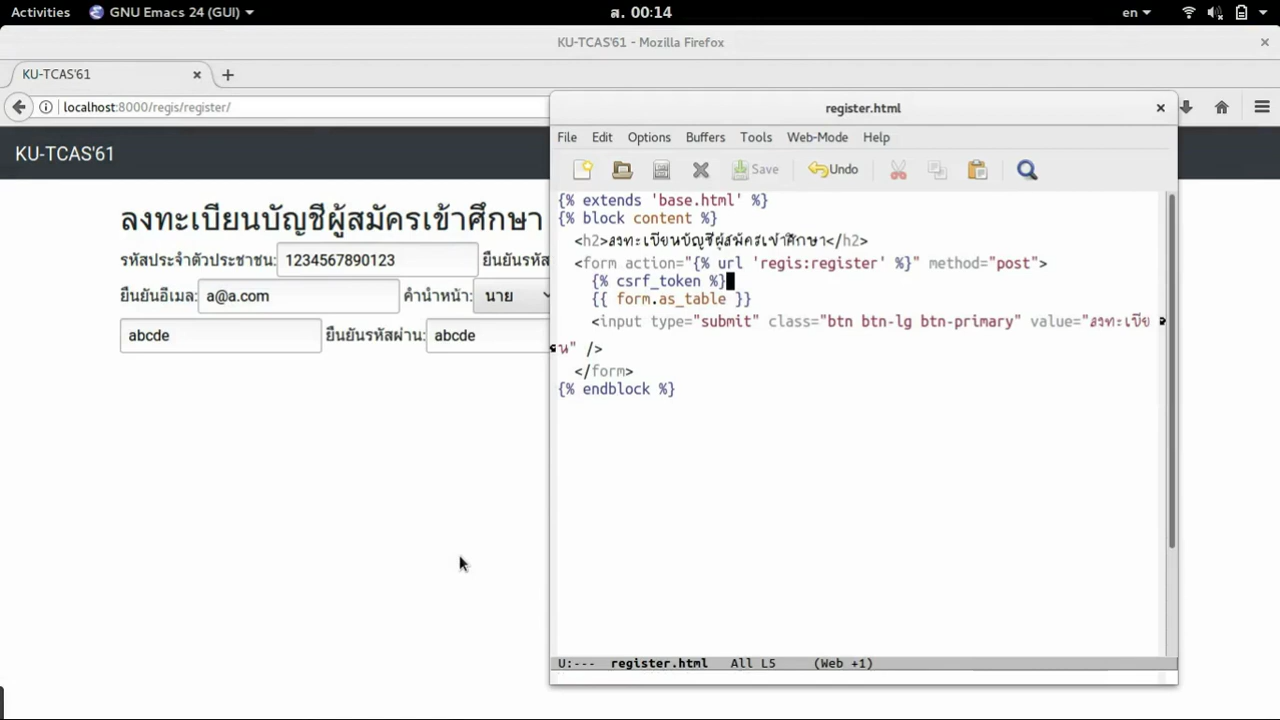 Activities GNU Emacs 24 (GUI) ส. 00:14 en
KU-TCAS'61 - Mozilla Firefox
KU-TCAS'61
localhost:8000/regis/register/
KU-TCAS'61
ลงทะเบียนบัญชีผู้สมัครเข้าศึกษา
รหัสประจำตัวประชาชน: 1234567890123 ยืนยันรหัส
ยืนยันอีเมล: a@a.com คำนำหน้า: นาย
abcde ยืนยันรหัสผ่าน: abcde
register.html
File Edit Options Buffers Tools Web-Mode Help
Save Undo
{% extends 'base.html' %}
{% block content %}
<h2>ลงทะเบียนบัญชีผู้สมัครเข้าศึกษา</h2>
<form action="{% url 'regis:register' %}" method="post">
{% csrf_token %}
{{ form.as_table }}
<input type="submit" class="btn btn-lg btn-primary" value="ลงทะเบีย
น" />
</form>
{% endblock %}
U:--- register.html All L5 (Web +1)